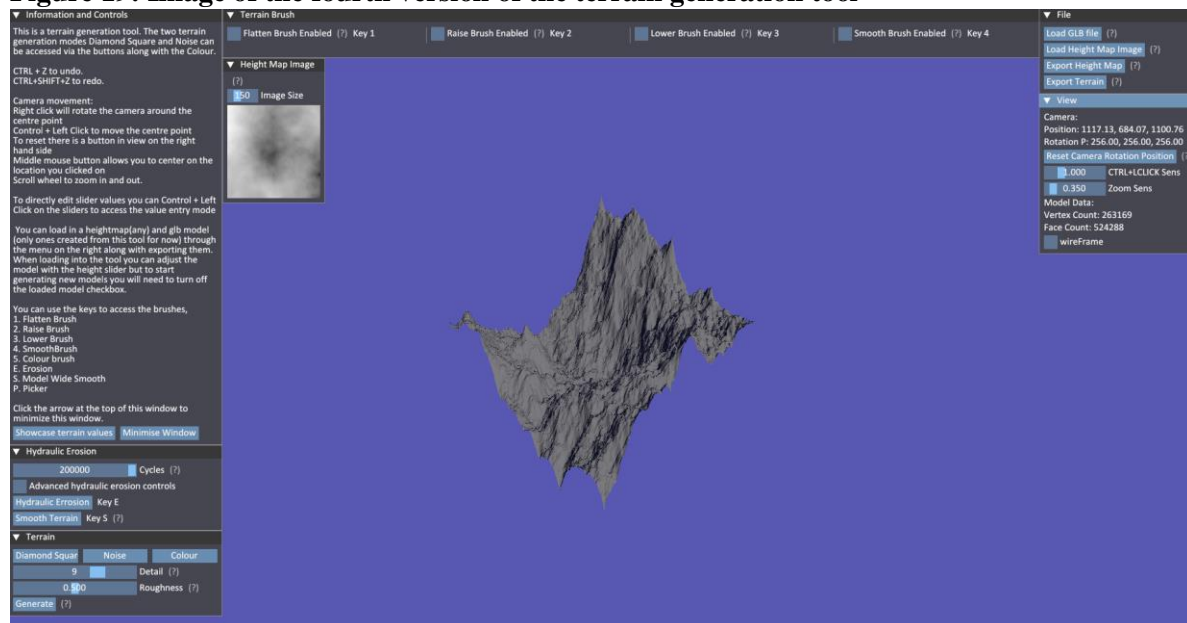 Figure 19: Image of the fourth version of the terrain generation tool
▼ Information and Controls
This is a terrain generation tool. The two terrain
generation modes Diamond Square and Noise can
be accessed via the buttons along with the Colour.
CTRL + Z to undo.
CTRL+SHIFT+Z to redo.
Camera movement:
Right click will rotate the camera around the
centre point
Control + Left Click to move the centre point
To reset there is a button in view on the right
hand side
Middle mouse button allows you to center on the
location you clicked on
Scroll wheel to zoom in and out.
To directly edit slider values you can Control + Left
Click on the sliders to access the value entry mode
You can load in a heightmap(any) and glb model
(only ones created from this tool for now) through
the menu on the right along with exporting them.
When loading into the tool you can adjust the
model with the height slider but to start
generating new models you will need to turn off
the loaded model checkbox.
You can use the keys to access the brushes,
1. Flatten Brush
2. Raise Brush
3. Lower Brush
4. SmoothBrush
5. Colour brush
E. Erosion
S. Model Wide Smooth
P. Picker
Click the arrow at the top of this window to
minimize this window.
Showcase terrain values Minimise Window
▼ Hydraulic Erosion
200000 Cycles (?)
Advanced hydraulic erosion controls
Hydraulic Errosion Key E
Smooth Terrain Key S (?)
▼ Terrain
Diamond Squar Noise Colour
9 Detail (?)
0.500 Roughness (?)
Generate (?)
▼ Terrain Brush
Flatten Brush Enabled (?) Key 1 Raise Brush Enabled (?) Key 2 Lower Brush Enabled (?) Key 3 Smooth Brush Enabled (?) Key 4
▼ Height Map Image
(?)
150 Image Size
▼ File
Load GLB file (?)
Load Height Map Image (?)
Export Height Map (?)
Export Terrain (?)
▼ View
Camera:
Position: 1117.13, 684.07, 1100.76
Rotation P: 256.00, 256.00, 256.00
Reset Camera Rotation Position (?
1.000 CTRL+LCLICK Sens
0.350 Zoom Sens
Model Data:
Vertex Count: 263169
Face Count: 524288
wireFrame